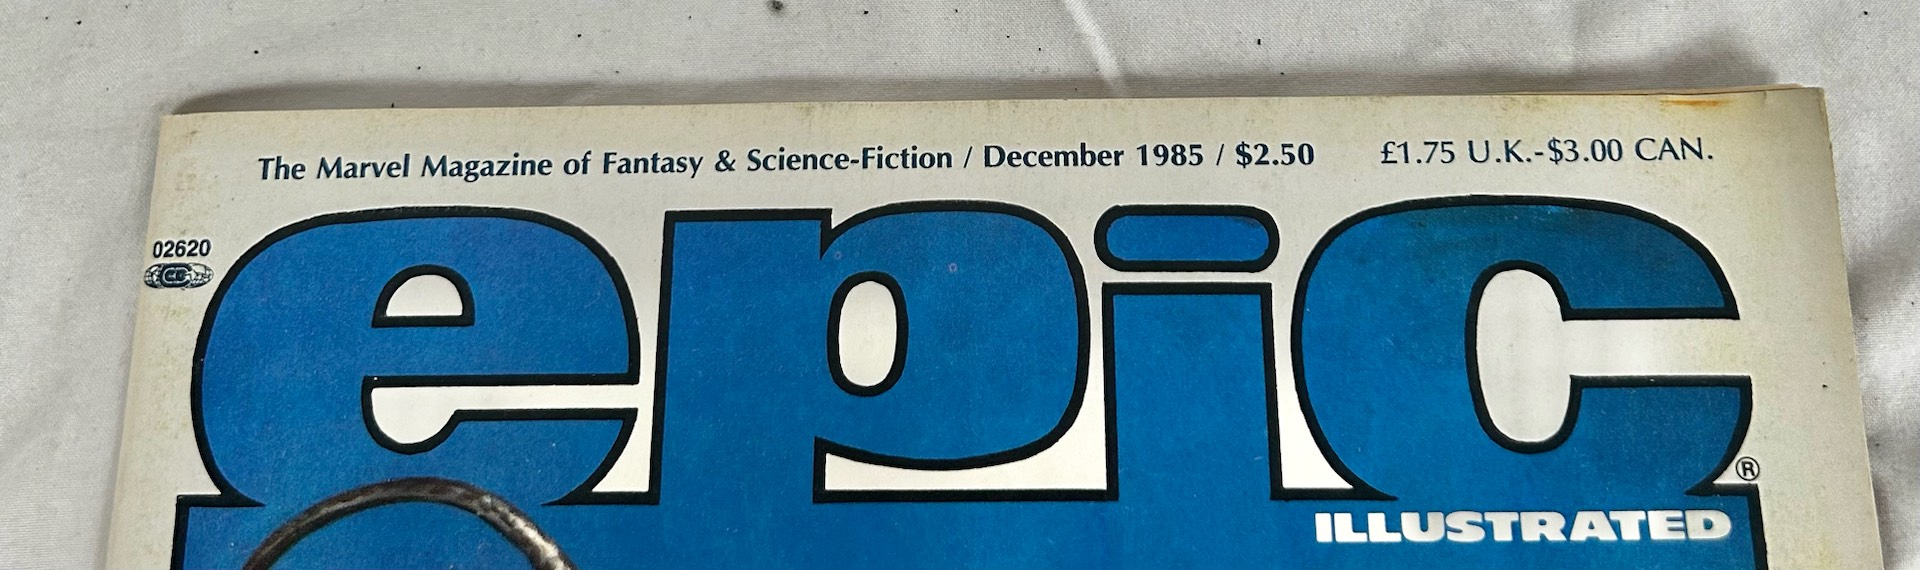 The Marvel Magazine of Fantasy & Science-Fiction / December 1985 / $2.50 £1.75 U.K.-$3.00 CAN.
02620
CC
epic
®
ILLUSTRATED